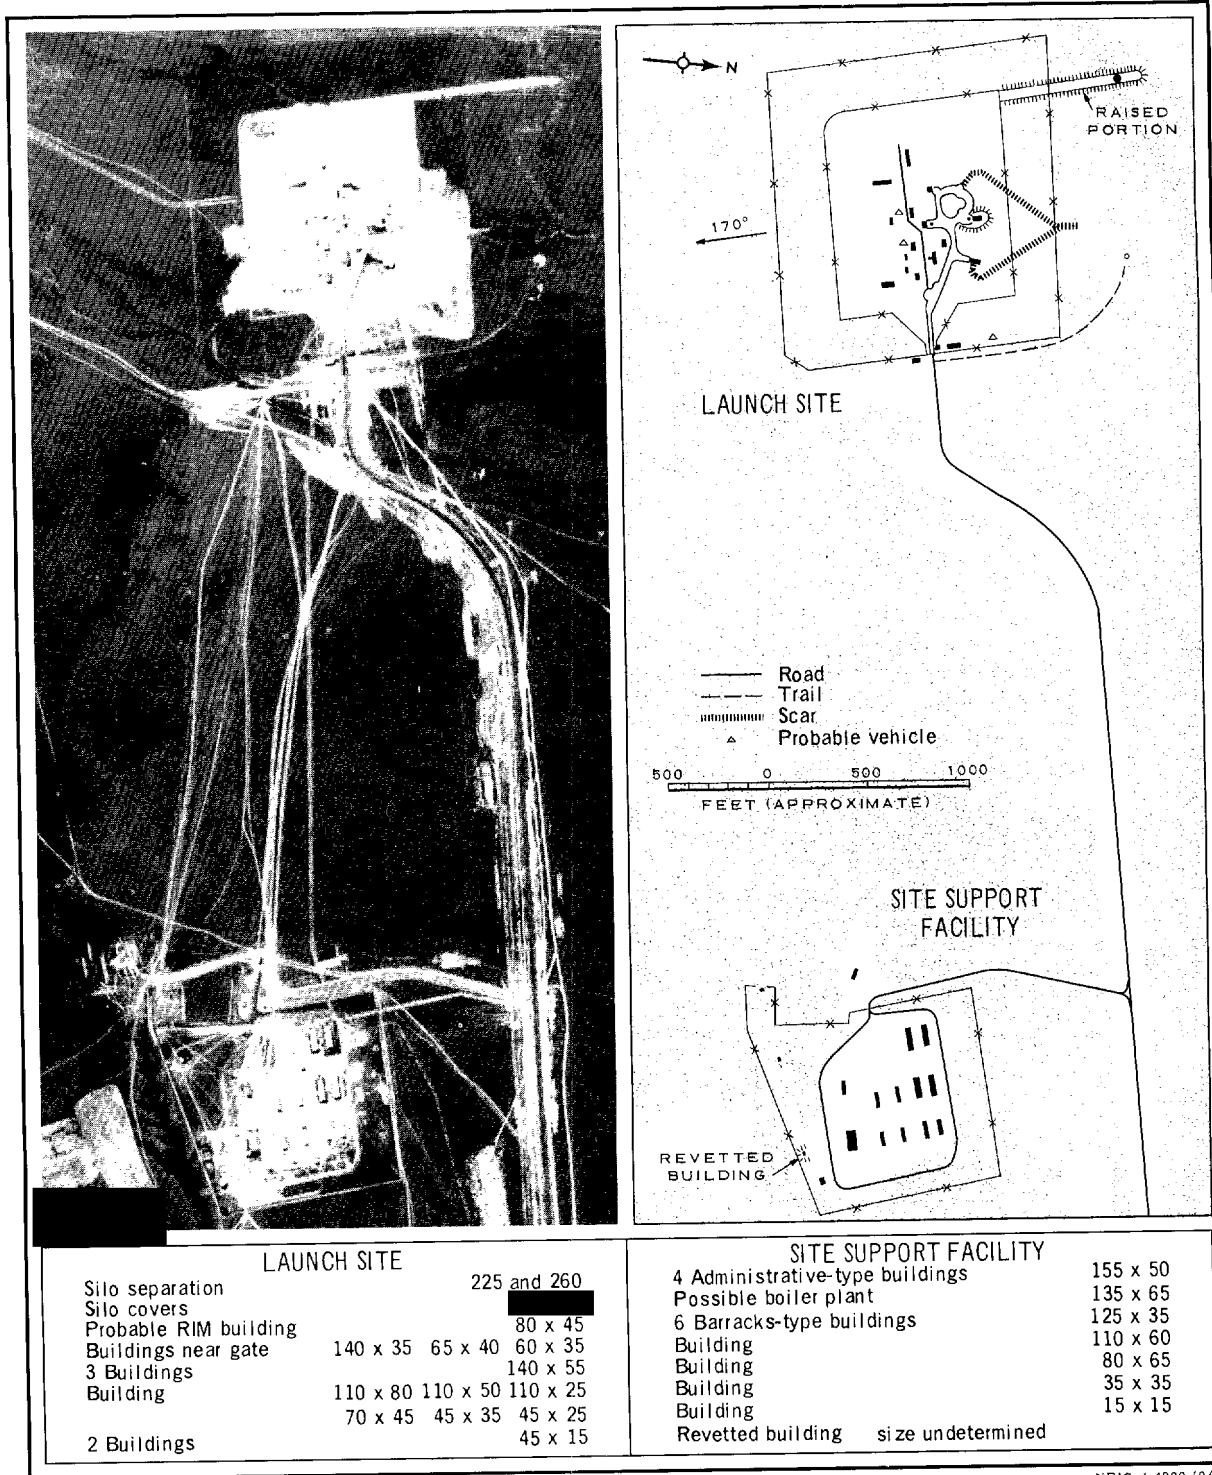 N
RAISED
PORTION
170°
LAUNCH SITE
Road
Trail
Scar
Probable vehicle
500 0 500 1000
FEET (APPROXIMATE)
SITE SUPPORT
FACILITY
REVETTED
BUILDING
LAUNCH SITE
Silo separation 225 and 260
Silo covers
Probable RIM building 80 x 45
Buildings near gate 140 x 35 65 x 40 60 x 35
3 Buildings 140 x 55
Building 110 x 80 110 x 50 110 x 25
70 x 45 45 x 35 45 x 25
2 Buildings 45 x 15
SITE SUPPORT FACILITY
4 Administrative-type buildings 155 x 50
Possible boiler plant 135 x 65
6 Barracks-type buildings 125 x 35
Building 110 x 60
Building 80 x 65
Building 35 x 35
Building 15 x 15
Revetted building size undetermined